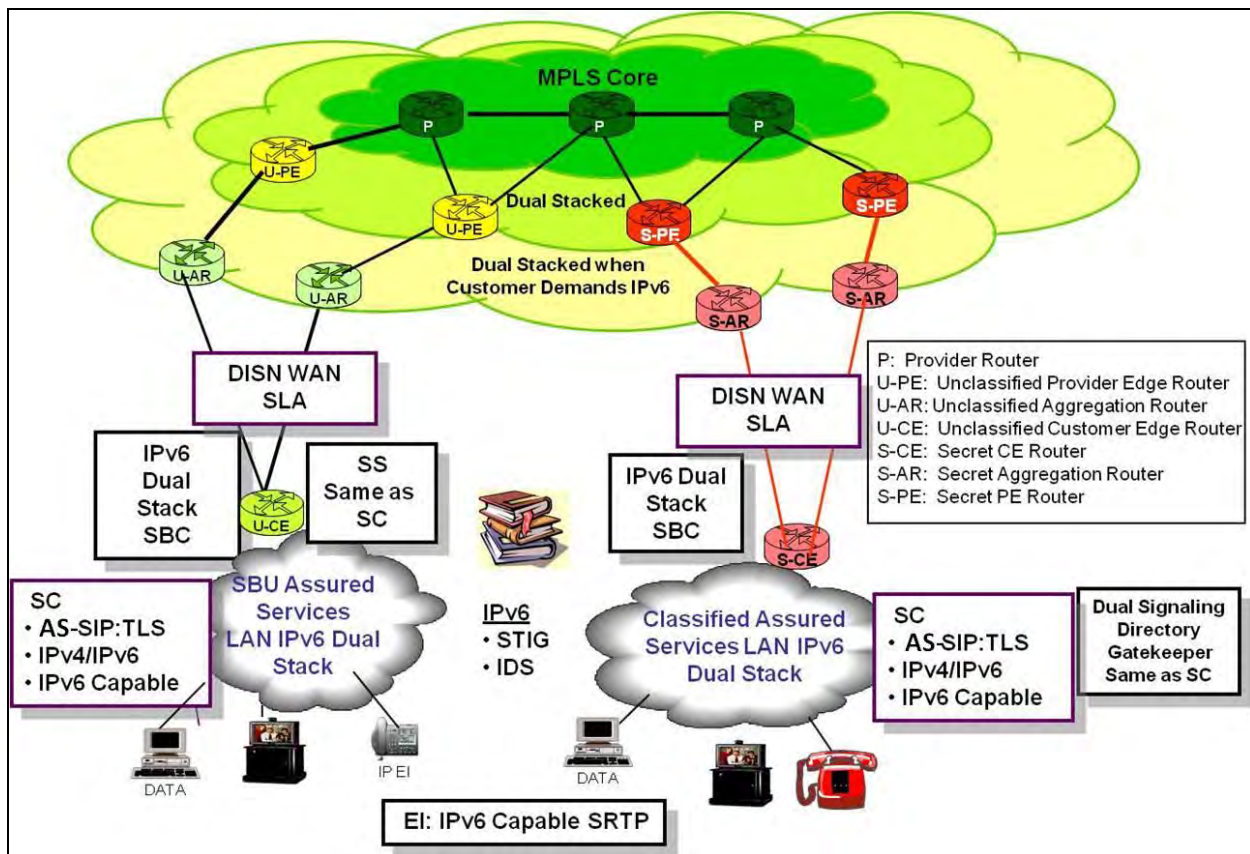 MPLS Core
P
P
P
U-PE
U-PE
Dual Stacked
S-PE
S-PE
U-AR
U-AR
Dual Stacked when
Customer Demands IPv6
S-AR
S-AR
DISN WAN
SLA
DISN WAN
SLA
P: Provider Router
U-PE: Unclassified Provider Edge Router
U-AR: Unclassified Aggregation Router
U-CE: Unclassified Customer Edge Router
S-CE: Secret CE Router
S-AR: Secret Aggregation Router
S-PE: Secret PE Router
IPv6
Dual
Stack
SBC
U-CE
SS
Same as
SC
IPv6 Dual
Stack
SBC
S-CE
SC
• AS-SIP:TLS
• IPv4/IPv6
• IPv6 Capable
SBU Assured
Services
LAN IPv6 Dual
Stack
IPv6
• STIG
• IDS
Classified Assured
Services LAN IPv6
Dual Stack
SC
• AS-SIP:TLS
• IPv4/IPv6
• IPv6 Capable
Dual Signaling
Directory
Gatekeeper
Same as SC
DATA
IP EI
DATA
EI: IPv6 Capable SRTP